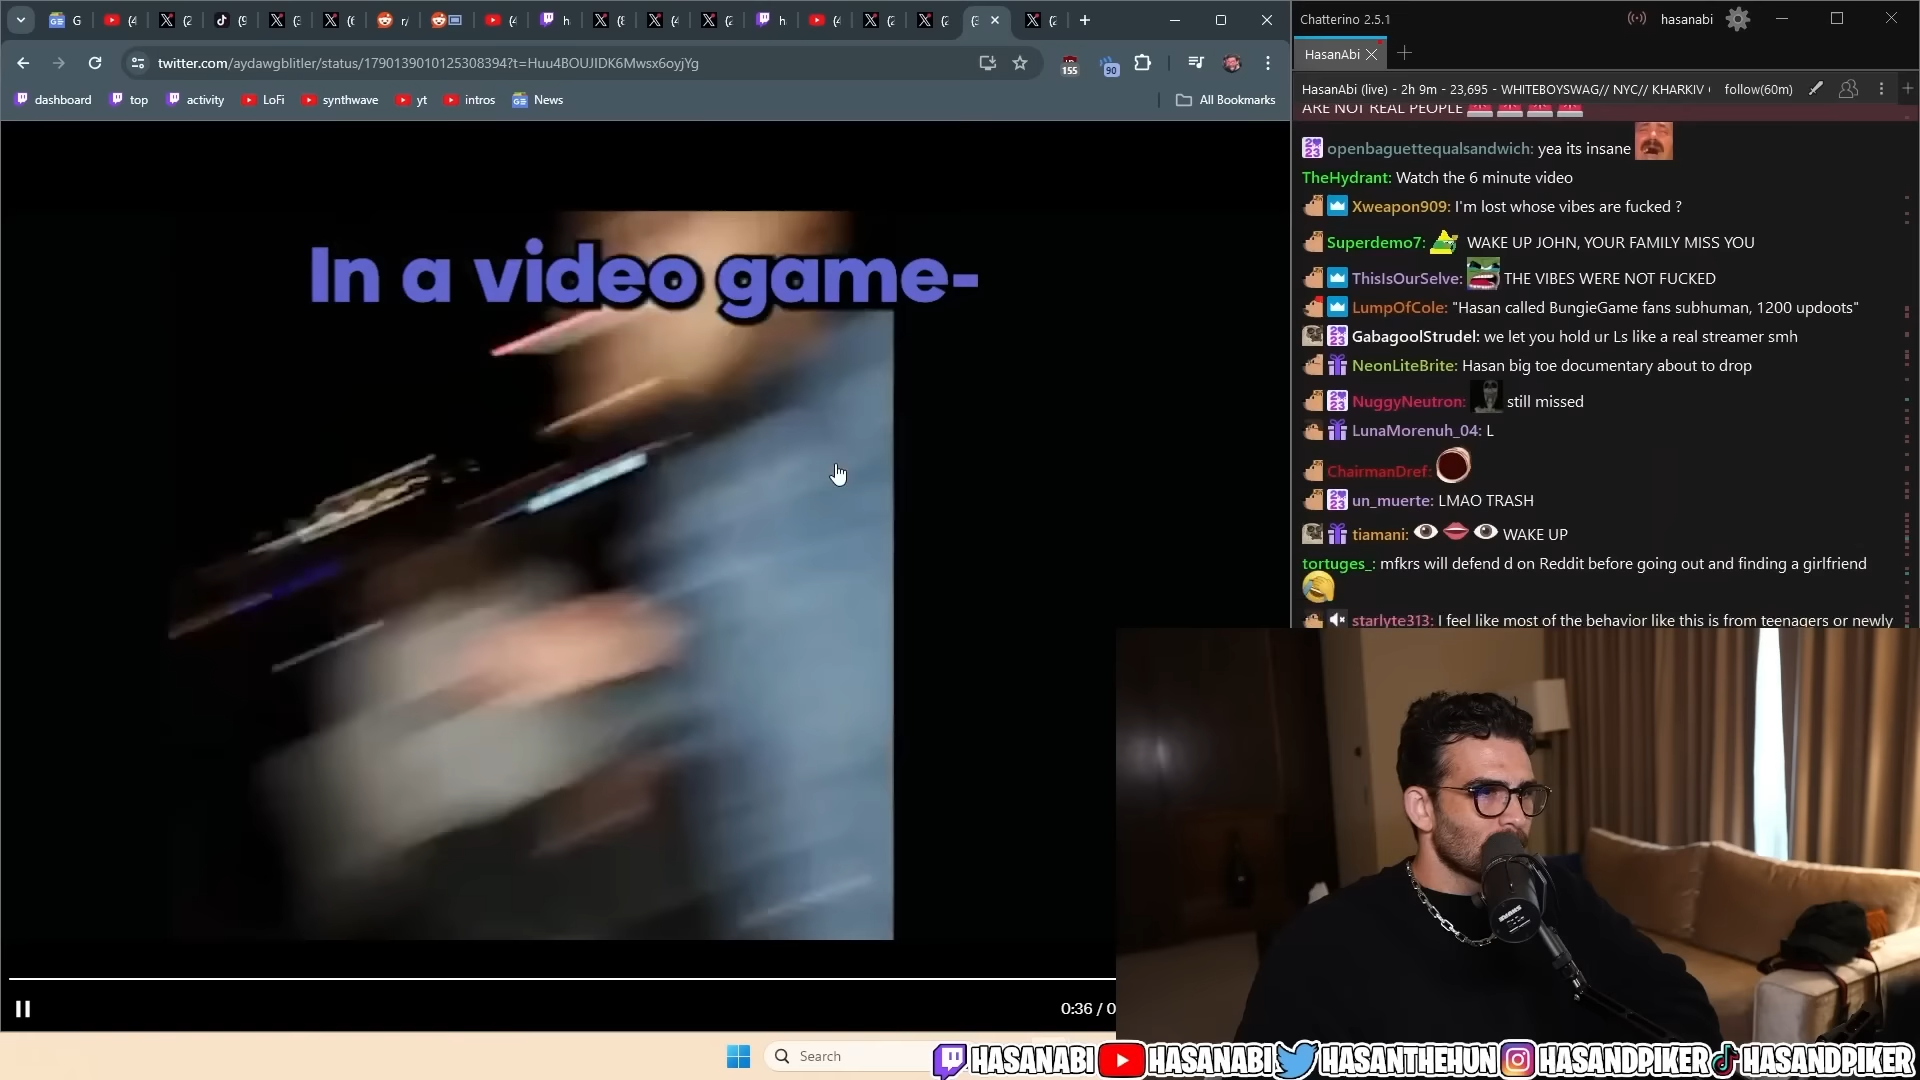 twitter.com/aydawgblitler/status/1790139010125308394?t=Huu4BOUJIDK6Mwsx6oyjYg
155
90
dashboard
top
activity
LoFi
synthwave
yt
intros
News
All Bookmarks
In a video game-
0:36 / 0
Search
Chatterino 2.5.1
hasanabi
HasanAbi
HasanAbi (live) - 2h 9m - 23,695 - WHITEBOYSWAG// NYC// KHARKIV
follow(60m)
ARE NOT REAL PEOPLE
openbaguettequalsandwich: yea its insane
TheHydrant: Watch the 6 minute video
Xweapon909: I'm lost whose vibes are fucked ?
Superdemo7: WAKE UP JOHN, YOUR FAMILY MISS YOU
ThisIsOurSelve: THE VIBES WERE NOT FUCKED
LumpOfCole: "Hasan called BungieGame fans subhuman, 1200 updoots"
GabagoolStrudel: we let you hold ur Ls like a real streamer smh
NeonLiteBrite: Hasan big toe documentary about to drop
NuggyNeutron: still missed
LunaMorenuh_04: L
ChairmanDref:
un_muerte: LMAO TRASH
tiamani: WAKE UP
tortuges_: mfkrs will defend d on Reddit before going out and finding a girlfriend
starlyte313: I feel like most of the behavior like this is from teenagers or newly
HASANABI HASANABI HASANTHEHUN HASANDPIKER HASANDPIKER